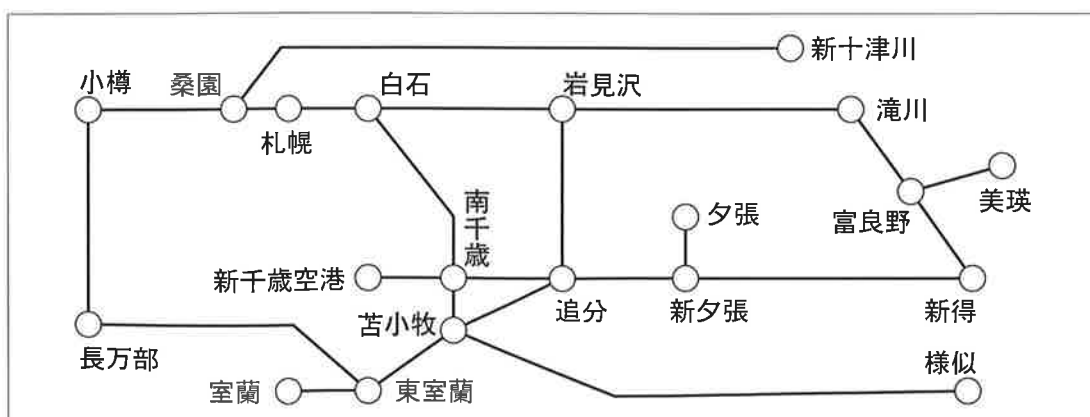 新十津川
小樽
桑園
白石
岩見沢
滝川
札幌
美瑛
富良野
南千歳
夕張
新千歳空港
追分
新夕張
新得
苫小牧
長万部
様似
室蘭
東室蘭